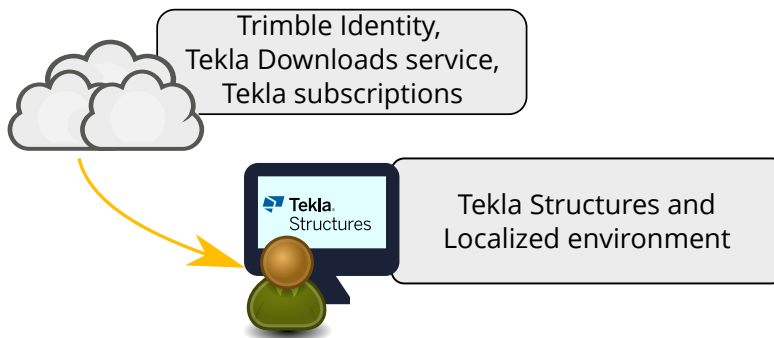 Trimble Identity,
Tekla Downloads service,
Tekla subscriptions
Tekla.
Structures
Tekla Structures and
Localized environment